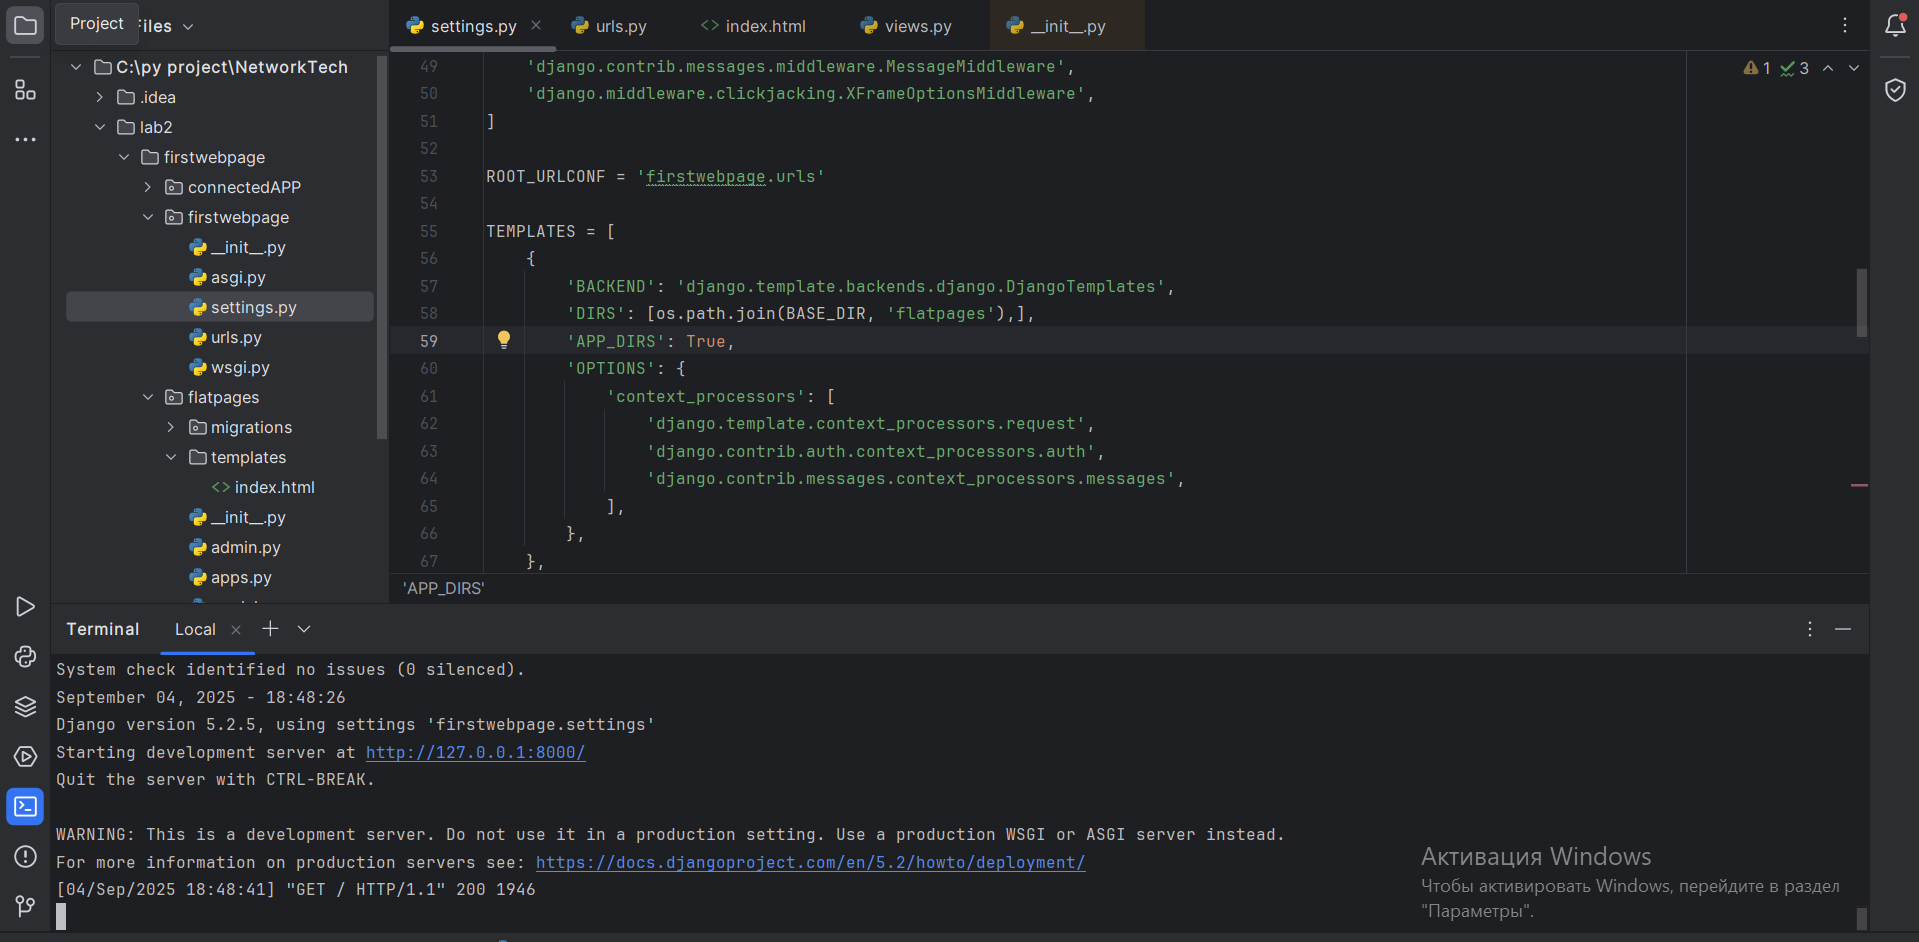 Project
Files
C:\py project\NetworkTech
.idea
lab2
firstwebpage
connectedAPP
firstwebpage
__init__.py
asgi.py
settings.py
urls.py
wsgi.py
flatpages
migrations
templates
<> index.html
__init__.py
admin.py
apps.py
settings.py
urls.py
<> index.html
views.py
__init__.py
1 3
49 'django.contrib.messages.middleware.MessageMiddleware',
50 'django.middleware.clickjacking.XFrameOptionsMiddleware',
51 ]
52
53 ROOT_URLCONF = 'firstwebpage.urls'
54
55 TEMPLATES = [
56 {
57 'BACKEND': 'django.template.backends.django.DjangoTemplates',
58 'DIRS': [os.path.join(BASE_DIR, 'flatpages'),],
59 'APP_DIRS': True,
60 'OPTIONS': {
61 'context_processors': [
62 'django.template.context_processors.request',
63 'django.contrib.auth.context_processors.auth',
64 'django.contrib.messages.context_processors.messages',
65 ],
66 },
67 },
'APP_DIRS'
Terminal Local
System check identified no issues (0 silenced).
September 04, 2025 - 18:48:26
Django version 5.2.5, using settings 'firstwebpage.settings'
Starting development server at http://127.0.0.1:8000/
Quit the server with CTRL-BREAK.
WARNING: This is a development server. Do not use it in a production setting. Use a production WSGI or ASGI server instead.
For more information on production servers see: https://docs.djangoproject.com/en/5.2/howto/deployment/
[04/Sep/2025 18:48:41] "GET / HTTP/1.1" 200 1946
Активация Windows
Чтобы активировать Windows, перейдите в раздел
"Параметры".